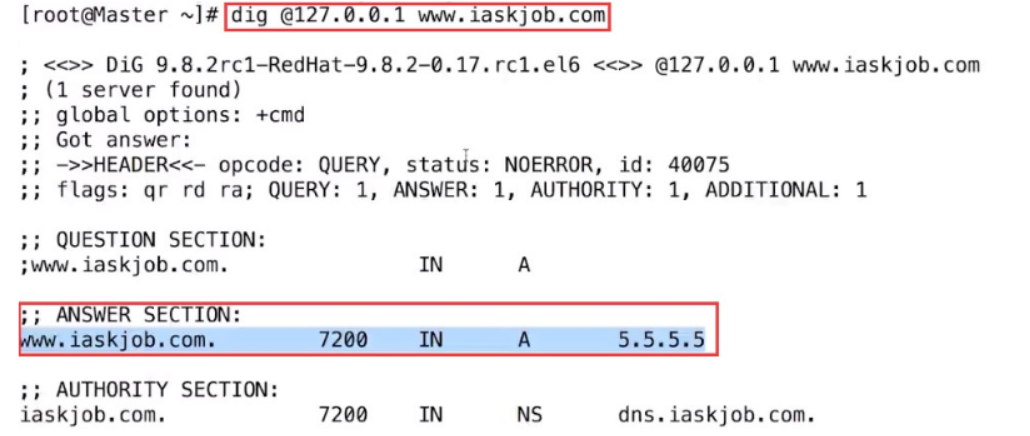 [root@Master ~]# dig @127.0.0.1 www.iaskjob.com
; <<>> DiG 9.8.2rc1-RedHat-9.8.2-0.17.rc1.el6 <<>> @127.0.0.1 www.iaskjob.com
; (1 server found)
;; global options: +cmd
;; Got answer:
;; ->>HEADER<<- opcode: QUERY, status: NOERROR, id: 40075
;; flags: qr rd ra; QUERY: 1, ANSWER: 1, AUTHORITY: 1, ADDITIONAL: 1
;; QUESTION SECTION:
;www.iaskjob.com. IN A
;; ANSWER SECTION:
www.iaskjob.com. 7200 IN A 5.5.5.5
;; AUTHORITY SECTION:
iaskjob.com. 7200 IN NS dns.iaskjob.com.